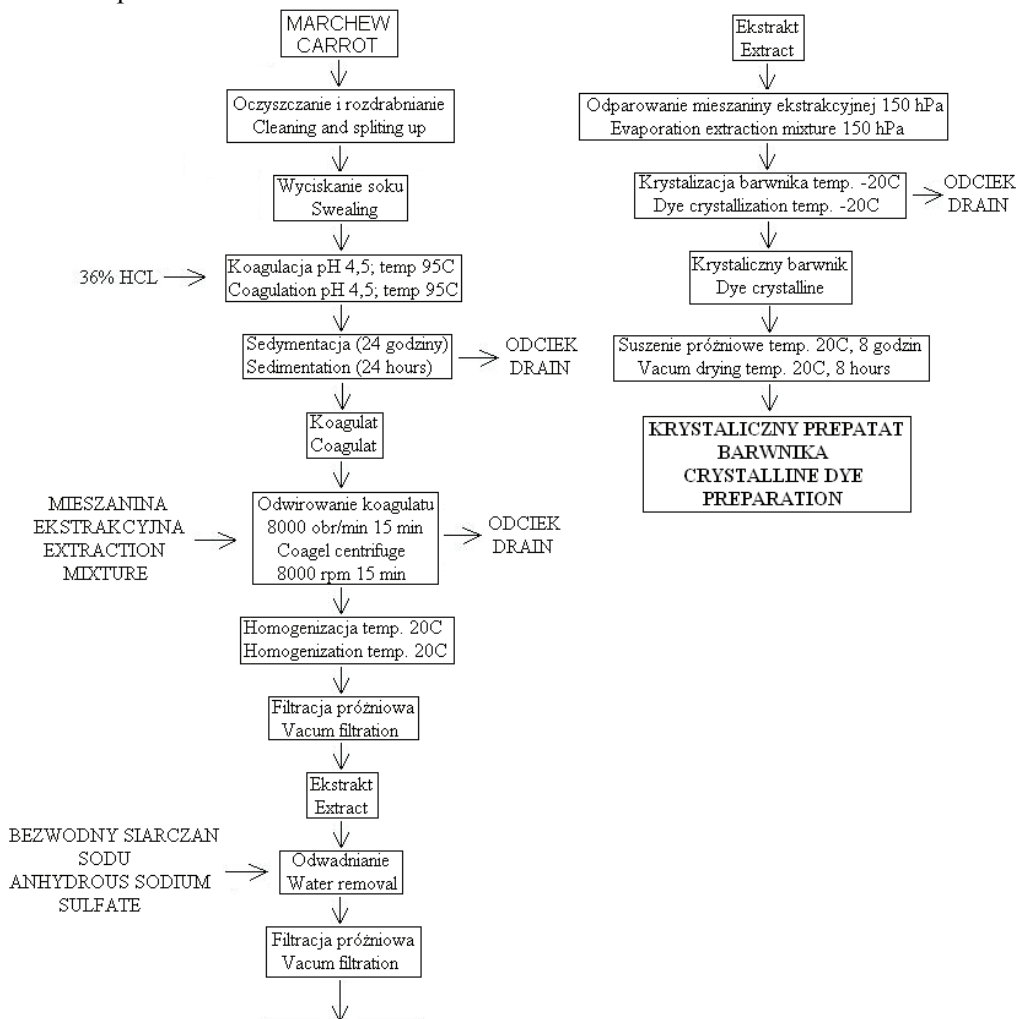 MARCHEW
CARROT
Oczyszczanie i rozdrabnianie
Cleaning and spliting up
Wyciskanie soku
Swealing
36% HCL
Koagulacja pH 4,5; temp 95C
Coagulation pH 4,5; temp 95C
Sedymentacja (24 godziny)
Sedimentation (24 hours)
ODCIEK
DRAIN
Koagulat
Coagulat
MIESZANINA
EKSTRAKCYJNA
EXTRACTION
MIXTURE
Odwirowanie koagulatu
8000 obr/min 15 min
Coagel centrifuge
8000 rpm 15 min
ODCIEK
DRAIN
Homogenizacja temp. 20C
Homogenization temp. 20C
Filtracja próżniowa
Vacum filtration
Ekstrakt
Extract
BEZWODNY SIARCZAN
SODU
ANHYDROUS SODIUM
SULFATE
Odwadnianie
Water removal
Filtracja próżniowa
Vacum filtration
Ekstrakt
Extract
Odparowanie mieszaniny ekstrakcyjnej 150 hPa
Evaporation extraction mixture 150 hPa
Krystalizacja barwnika temp. -20C
Dye crystallization temp. -20C
ODCIEK
DRAIN
Krystaliczny barwnik
Dye crystalline
Suszenie próżniowe temp. 20C, 8 godzin
Vacum drying temp. 20C, 8 hours
KRYSTALICZNY PREPATAT
BARWNIKA
CRYSTALLINE DYE
PREPARATION